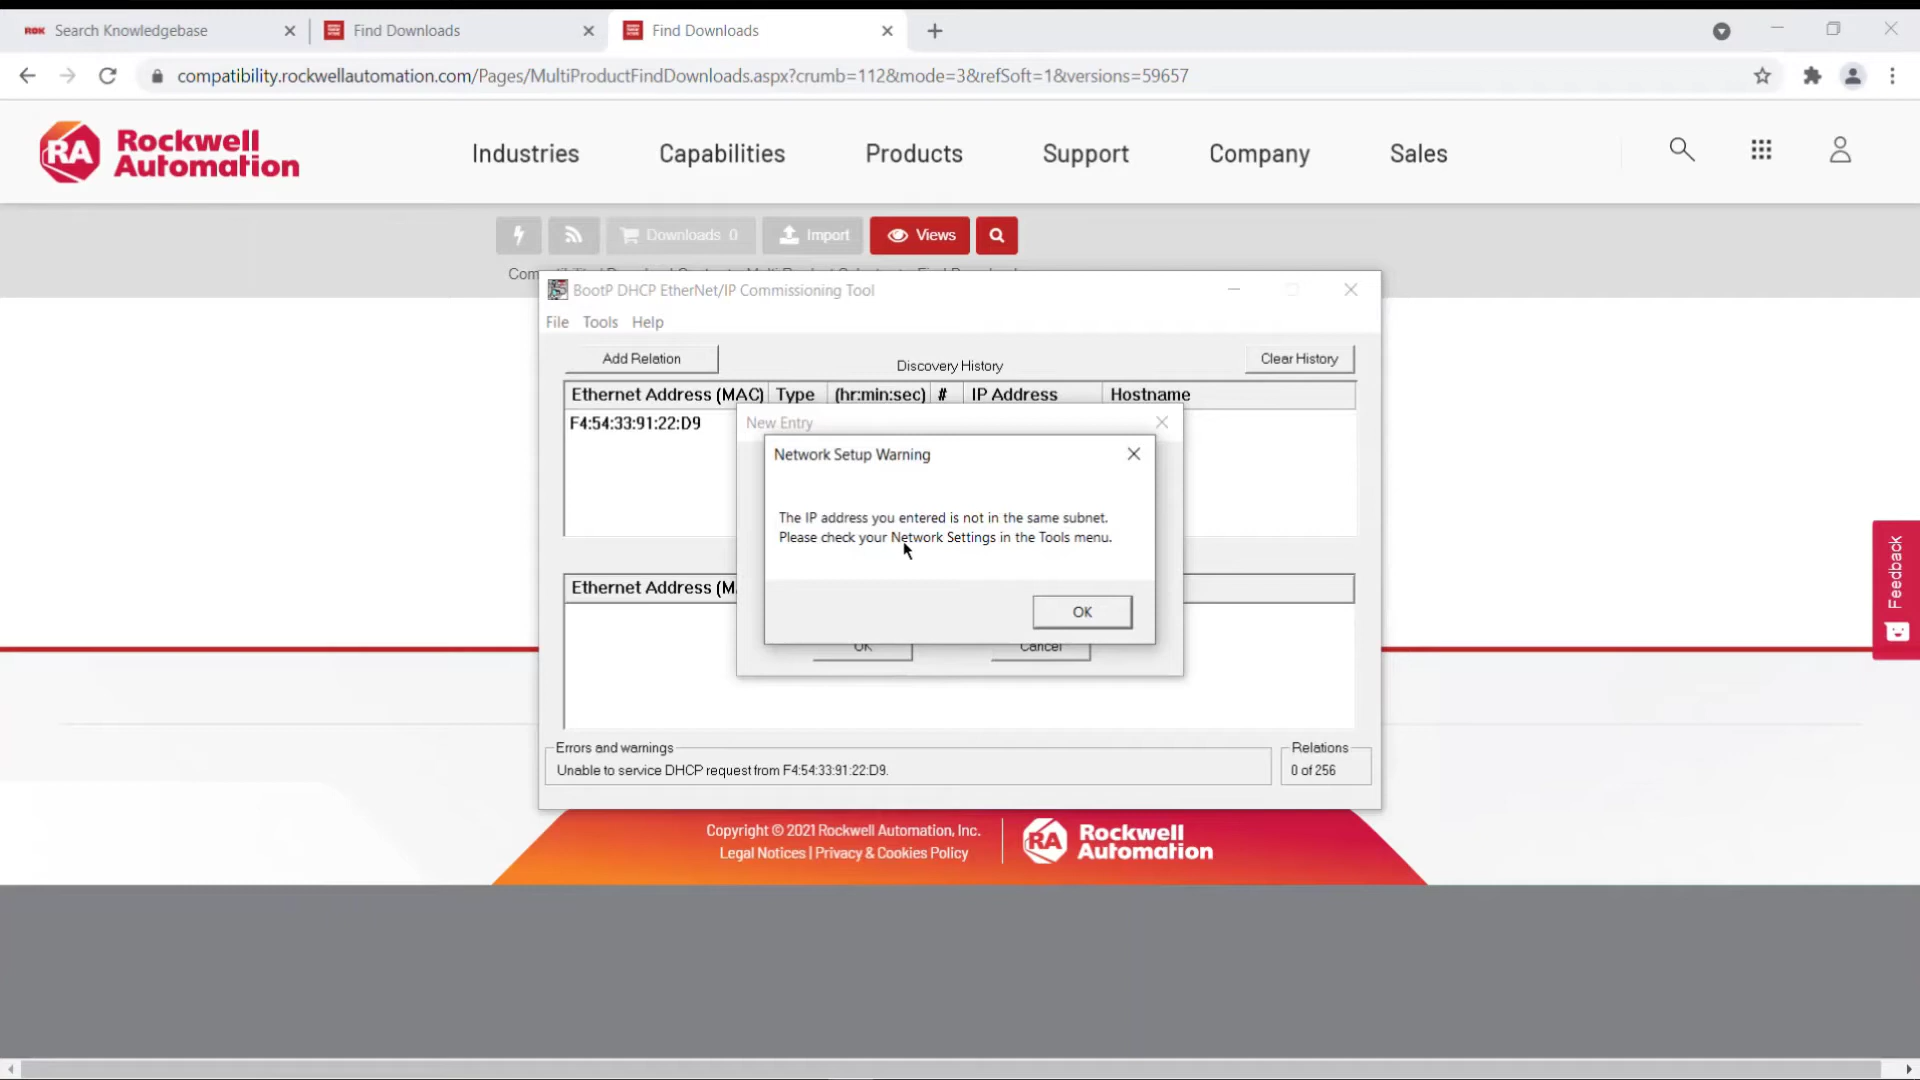 ROK Search Knowledgebase
Find Downloads
Find Downloads
compatibility.rockwellautomation.com/Pages/MultiProductFindDownloads.aspx?crumb=112&mode=3&refSoft=1&versions=59657
RA Rockwell
Automation
Industries
Capabilities
Products
Support
Company
Sales
Downloads 0
Import
Views
BootP DHCP EtherNet/IP Commissioning Tool
File Tools Help
Add Relation
Discovery History
Clear History
Ethernet Address (MAC) Type (hr:min:sec) # IP Address Hostname
F4:54:33:91:22:D9
New Entry
Network Setup Warning
The IP address you entered is not in the same subnet.
Please check your Network Settings in the Tools menu.
OK
Ethernet Address (M
OK
Cancel
Errors and warnings
Unable to service DHCP request from F4:54:33:91:22:D9.
Relations
0 of 256
Feedback
Copyright © 2021 Rockwell Automation, Inc.
Legal Notices | Privacy & Cookies Policy
RA Rockwell
Automation